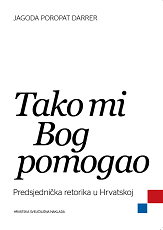 JAGODA POROPAT DARRER
Tako mi
Bog
pomogao
Predsjednička retorika u Hrvatskoj
HRVATSKA SVEUČILIŠNA NAKLADA